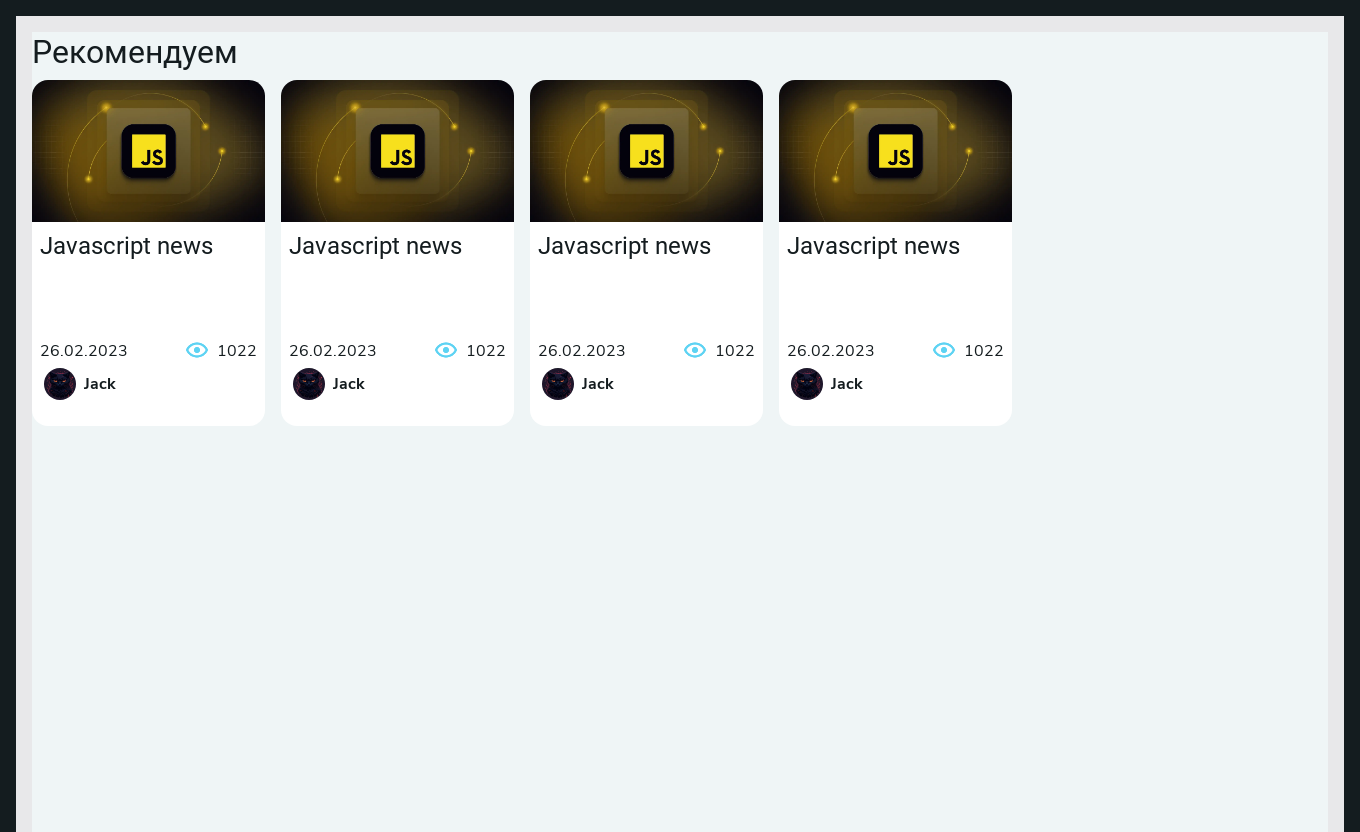 Рекомендуем
JS JS JS JS
Javascript news Javascript news Javascript news Javascript news
26.02.2023 1022 26.02.2023 1022 26.02.2023 1022 26.02.2023 1022
Jack Jack Jack Jack